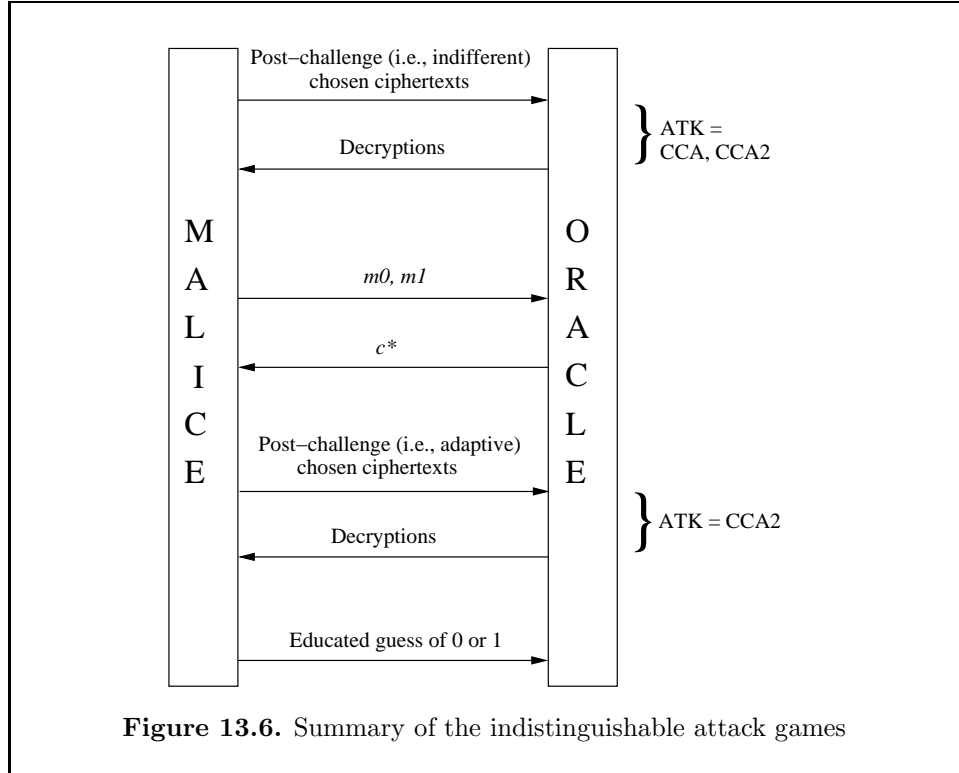 Post−challenge (i.e., indifferent)
chosen ciphertexts
ATK =
CCA, CCA2
Decryptions
M
A
L
I
C
E
O
R
A
C
L
E
m0, m1
c*
Post−challenge (i.e., adaptive)
chosen ciphertexts
ATK = CCA2
Decryptions
Educated guess of 0 or 1
Figure 13.6. Summary of the indistinguishable attack games